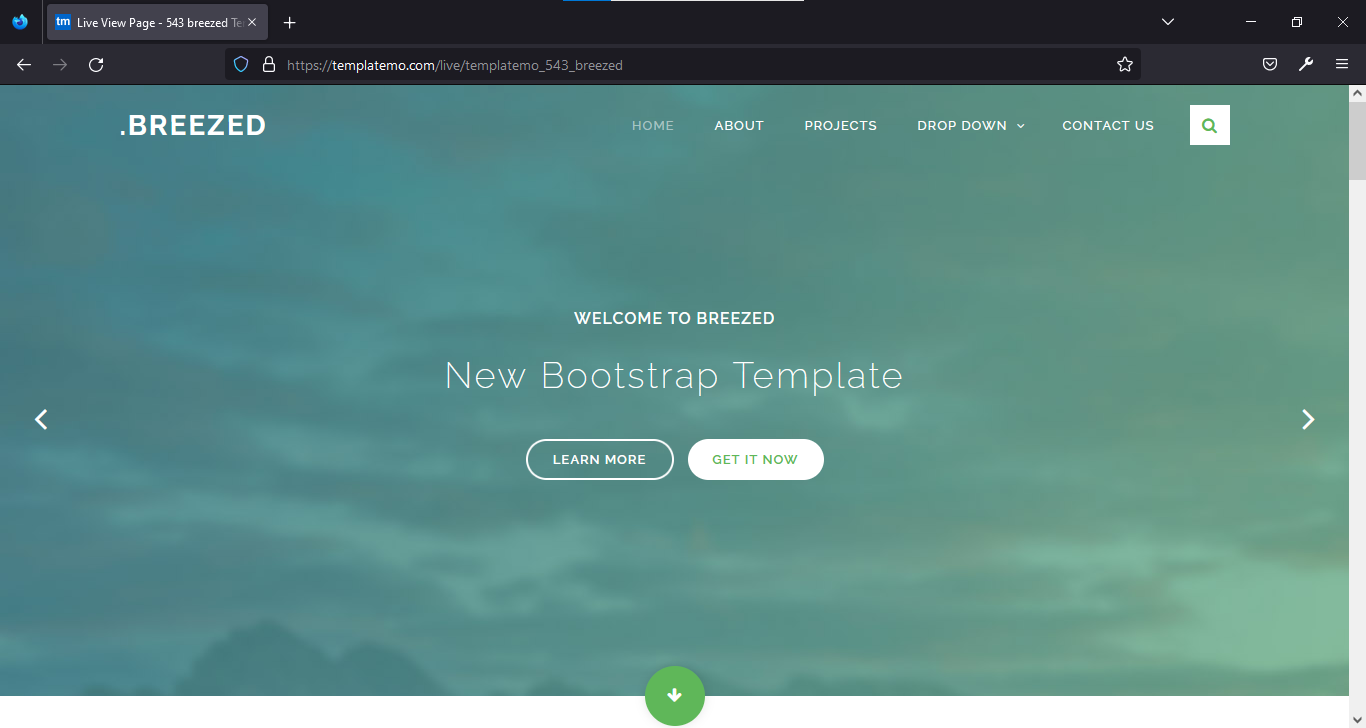 tm Live View Page - 543 breezed
https://templatemo.com/live/templatemo_543_breezed
.BREEZED
HOME ABOUT PROJECTS DROP DOWN CONTACT US
WELCOME TO BREEZED
New Bootstrap Template
LEARN MORE GET IT NOW